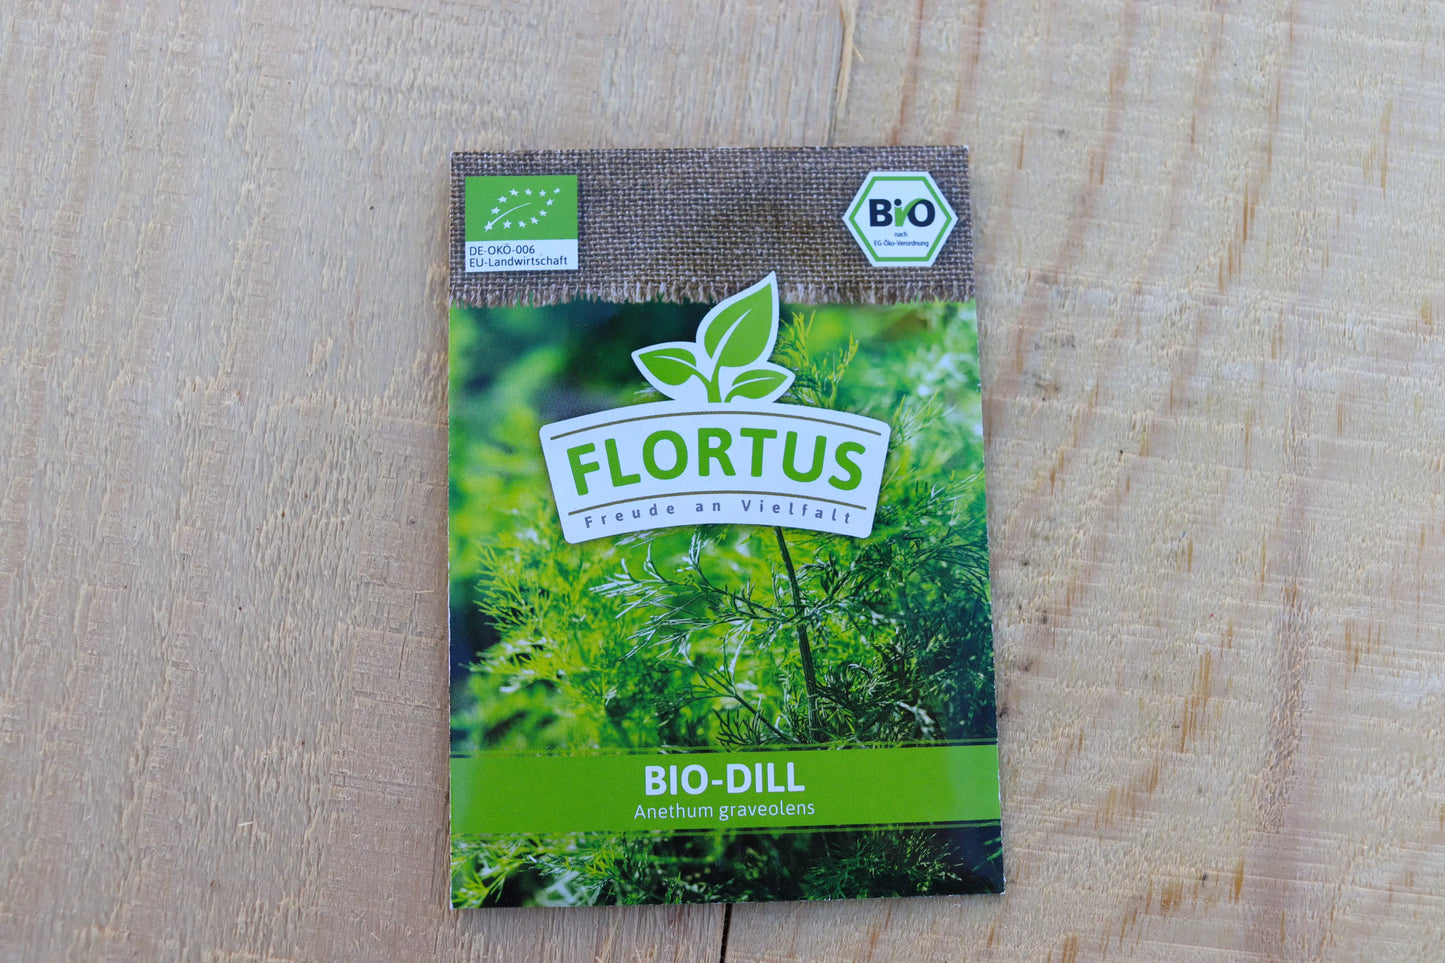 DE-ÖKO-006
EU-Landwirtschaft
BiO
nach
EG-Öko-Verordnung
FLORTUS
Freude an Vielfalt
BIO-DILL
Anethum graveolens